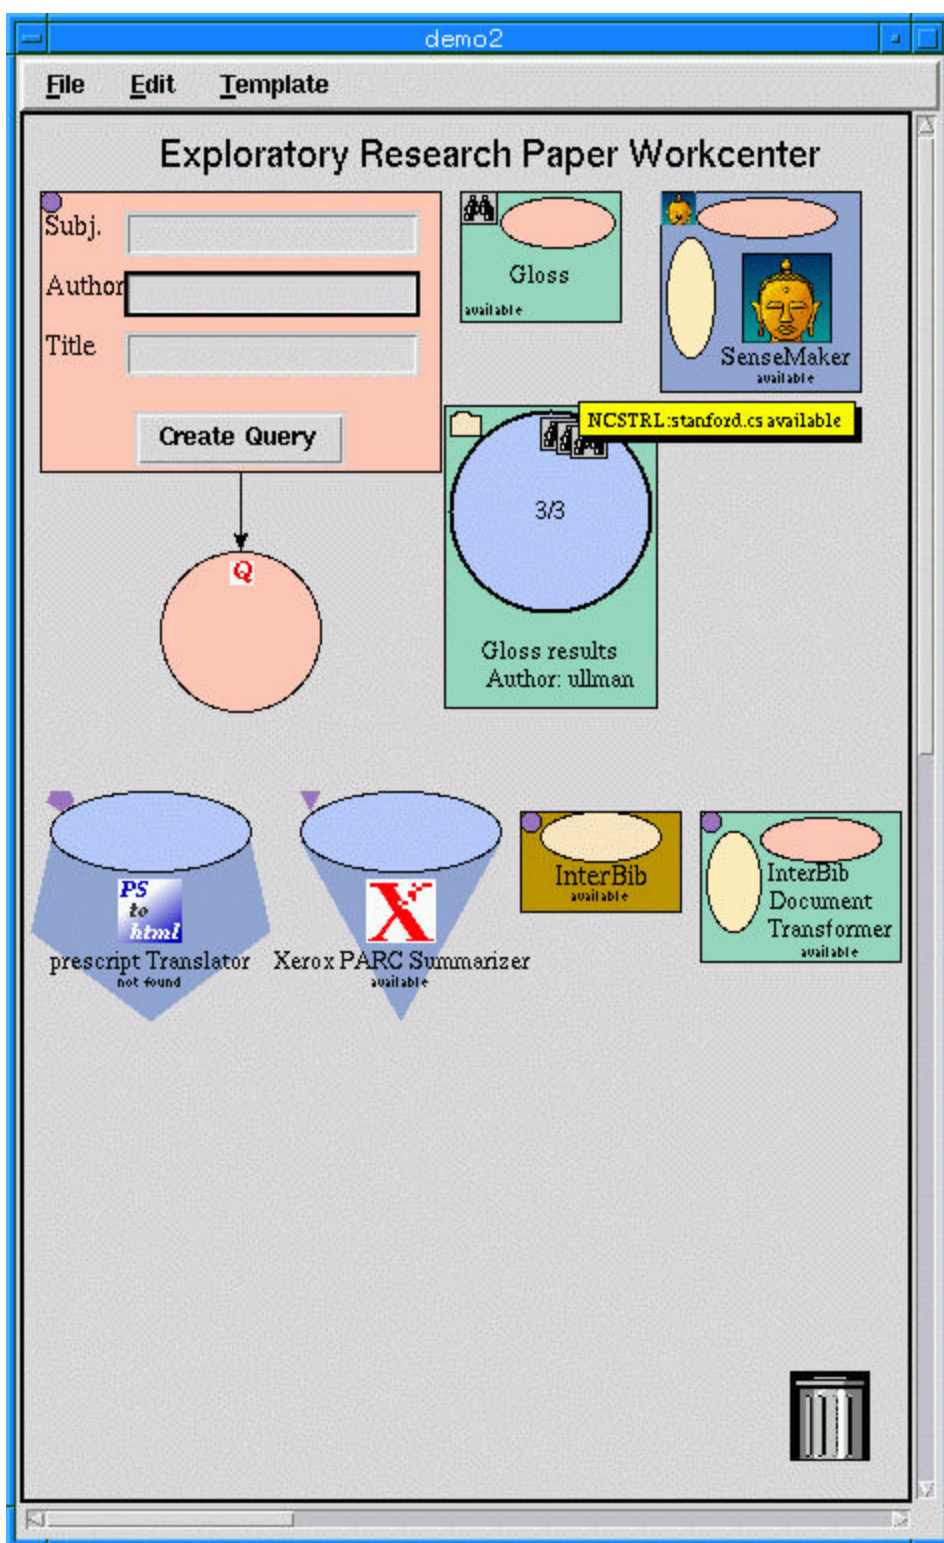 demo2
File Edit Template
Exploratory Research Paper Workcenter
Subj.
Author
Title
Create Query
Q
Gloss
available
SenseMaker
available
NCSTRL:stanford.cs available
3/3
Gloss results
Author: ullman
PS
to
html
prescript Translator
not found
X
Xerox PARC Summarizer
available
InterBib
available
InterBib
Document
Transformer
available